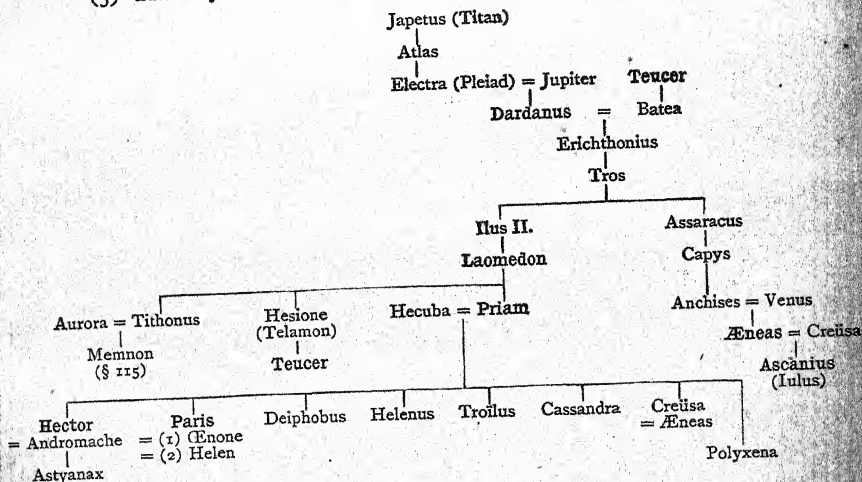 Japetus (Titan)
Atlas
Electra (Pleiad) = Jupiter Teucer
Dardanus = Batea
Erichthonius
Tros
Ilus II. Assaracus
Laomedon Capys
Aurora = Tithonus Hesione Hecuba = Priam Anchises = Venus
(Telamon) Æneas = Creüsa
Memnon
(§ 115) Teucer Ascanius
(Iulus)
Hector Paris Deiphobus Helenus Troïlus Cassandra Creüsa
= Andromache = (1) Œnone = Æneas
= (2) Helen Polyxena
Astyanax